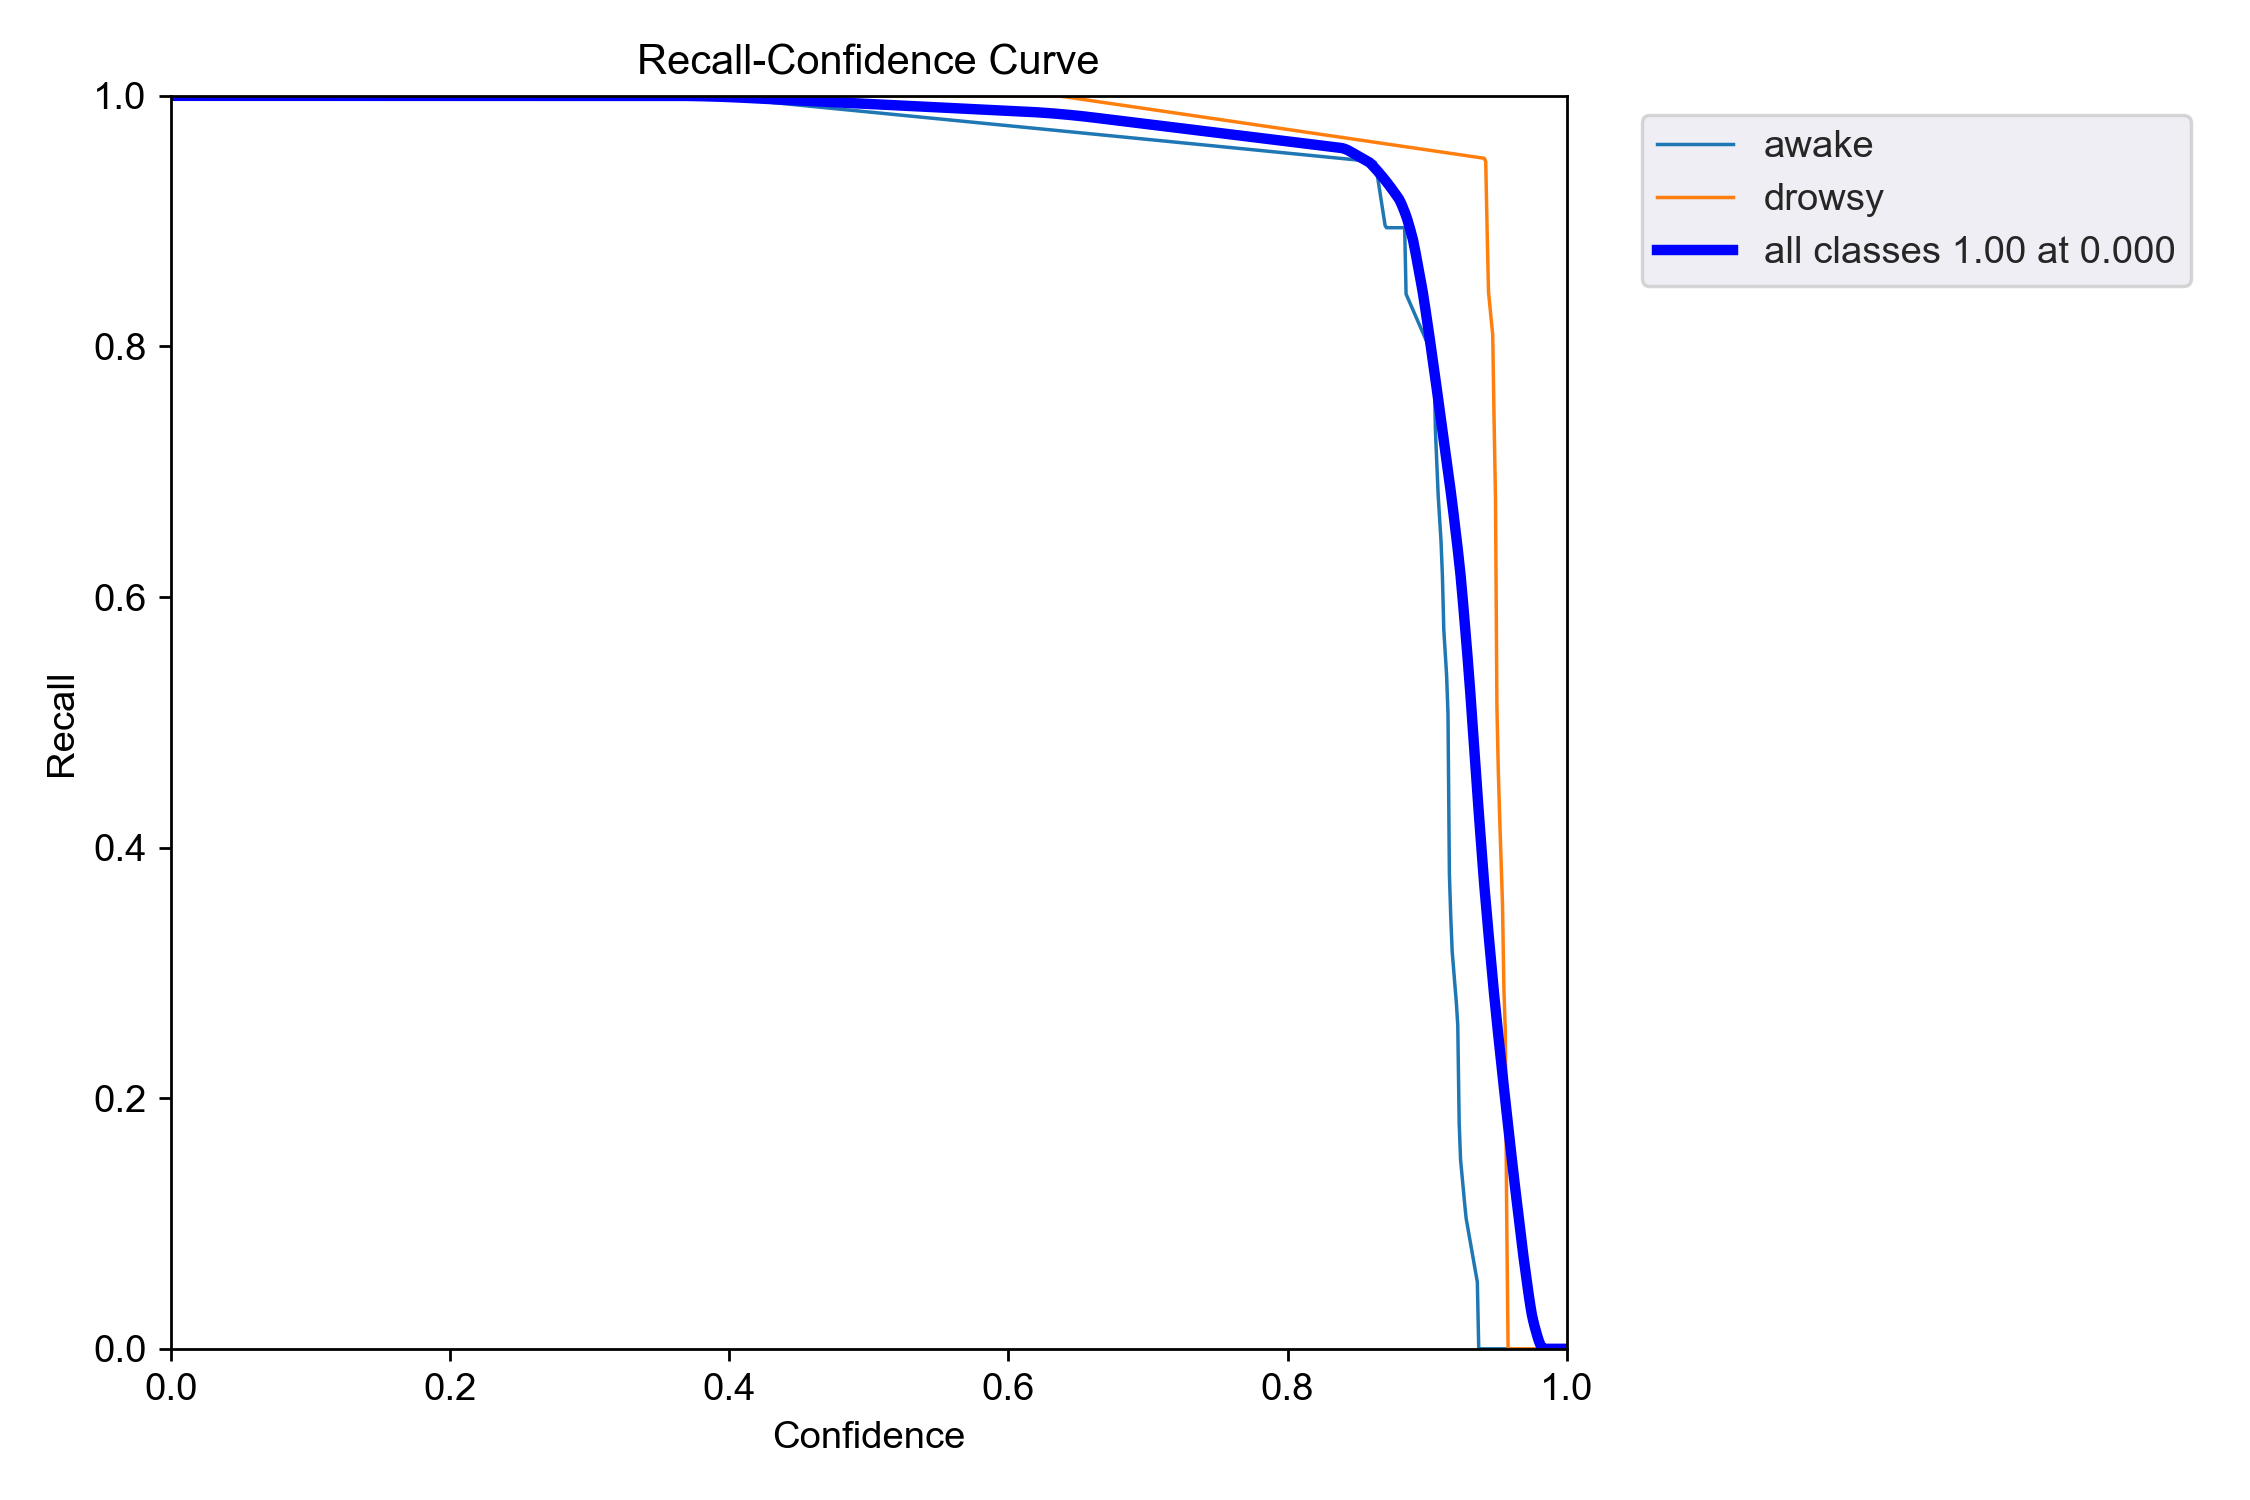 Recall-Confidence Curve
1.0
0.8
0.6
0.4
0.2
0.0
Recall
0.0 0.2 0.4 0.6 0.8 1.0
Confidence
awake
drowsy
all classes 1.00 at 0.000